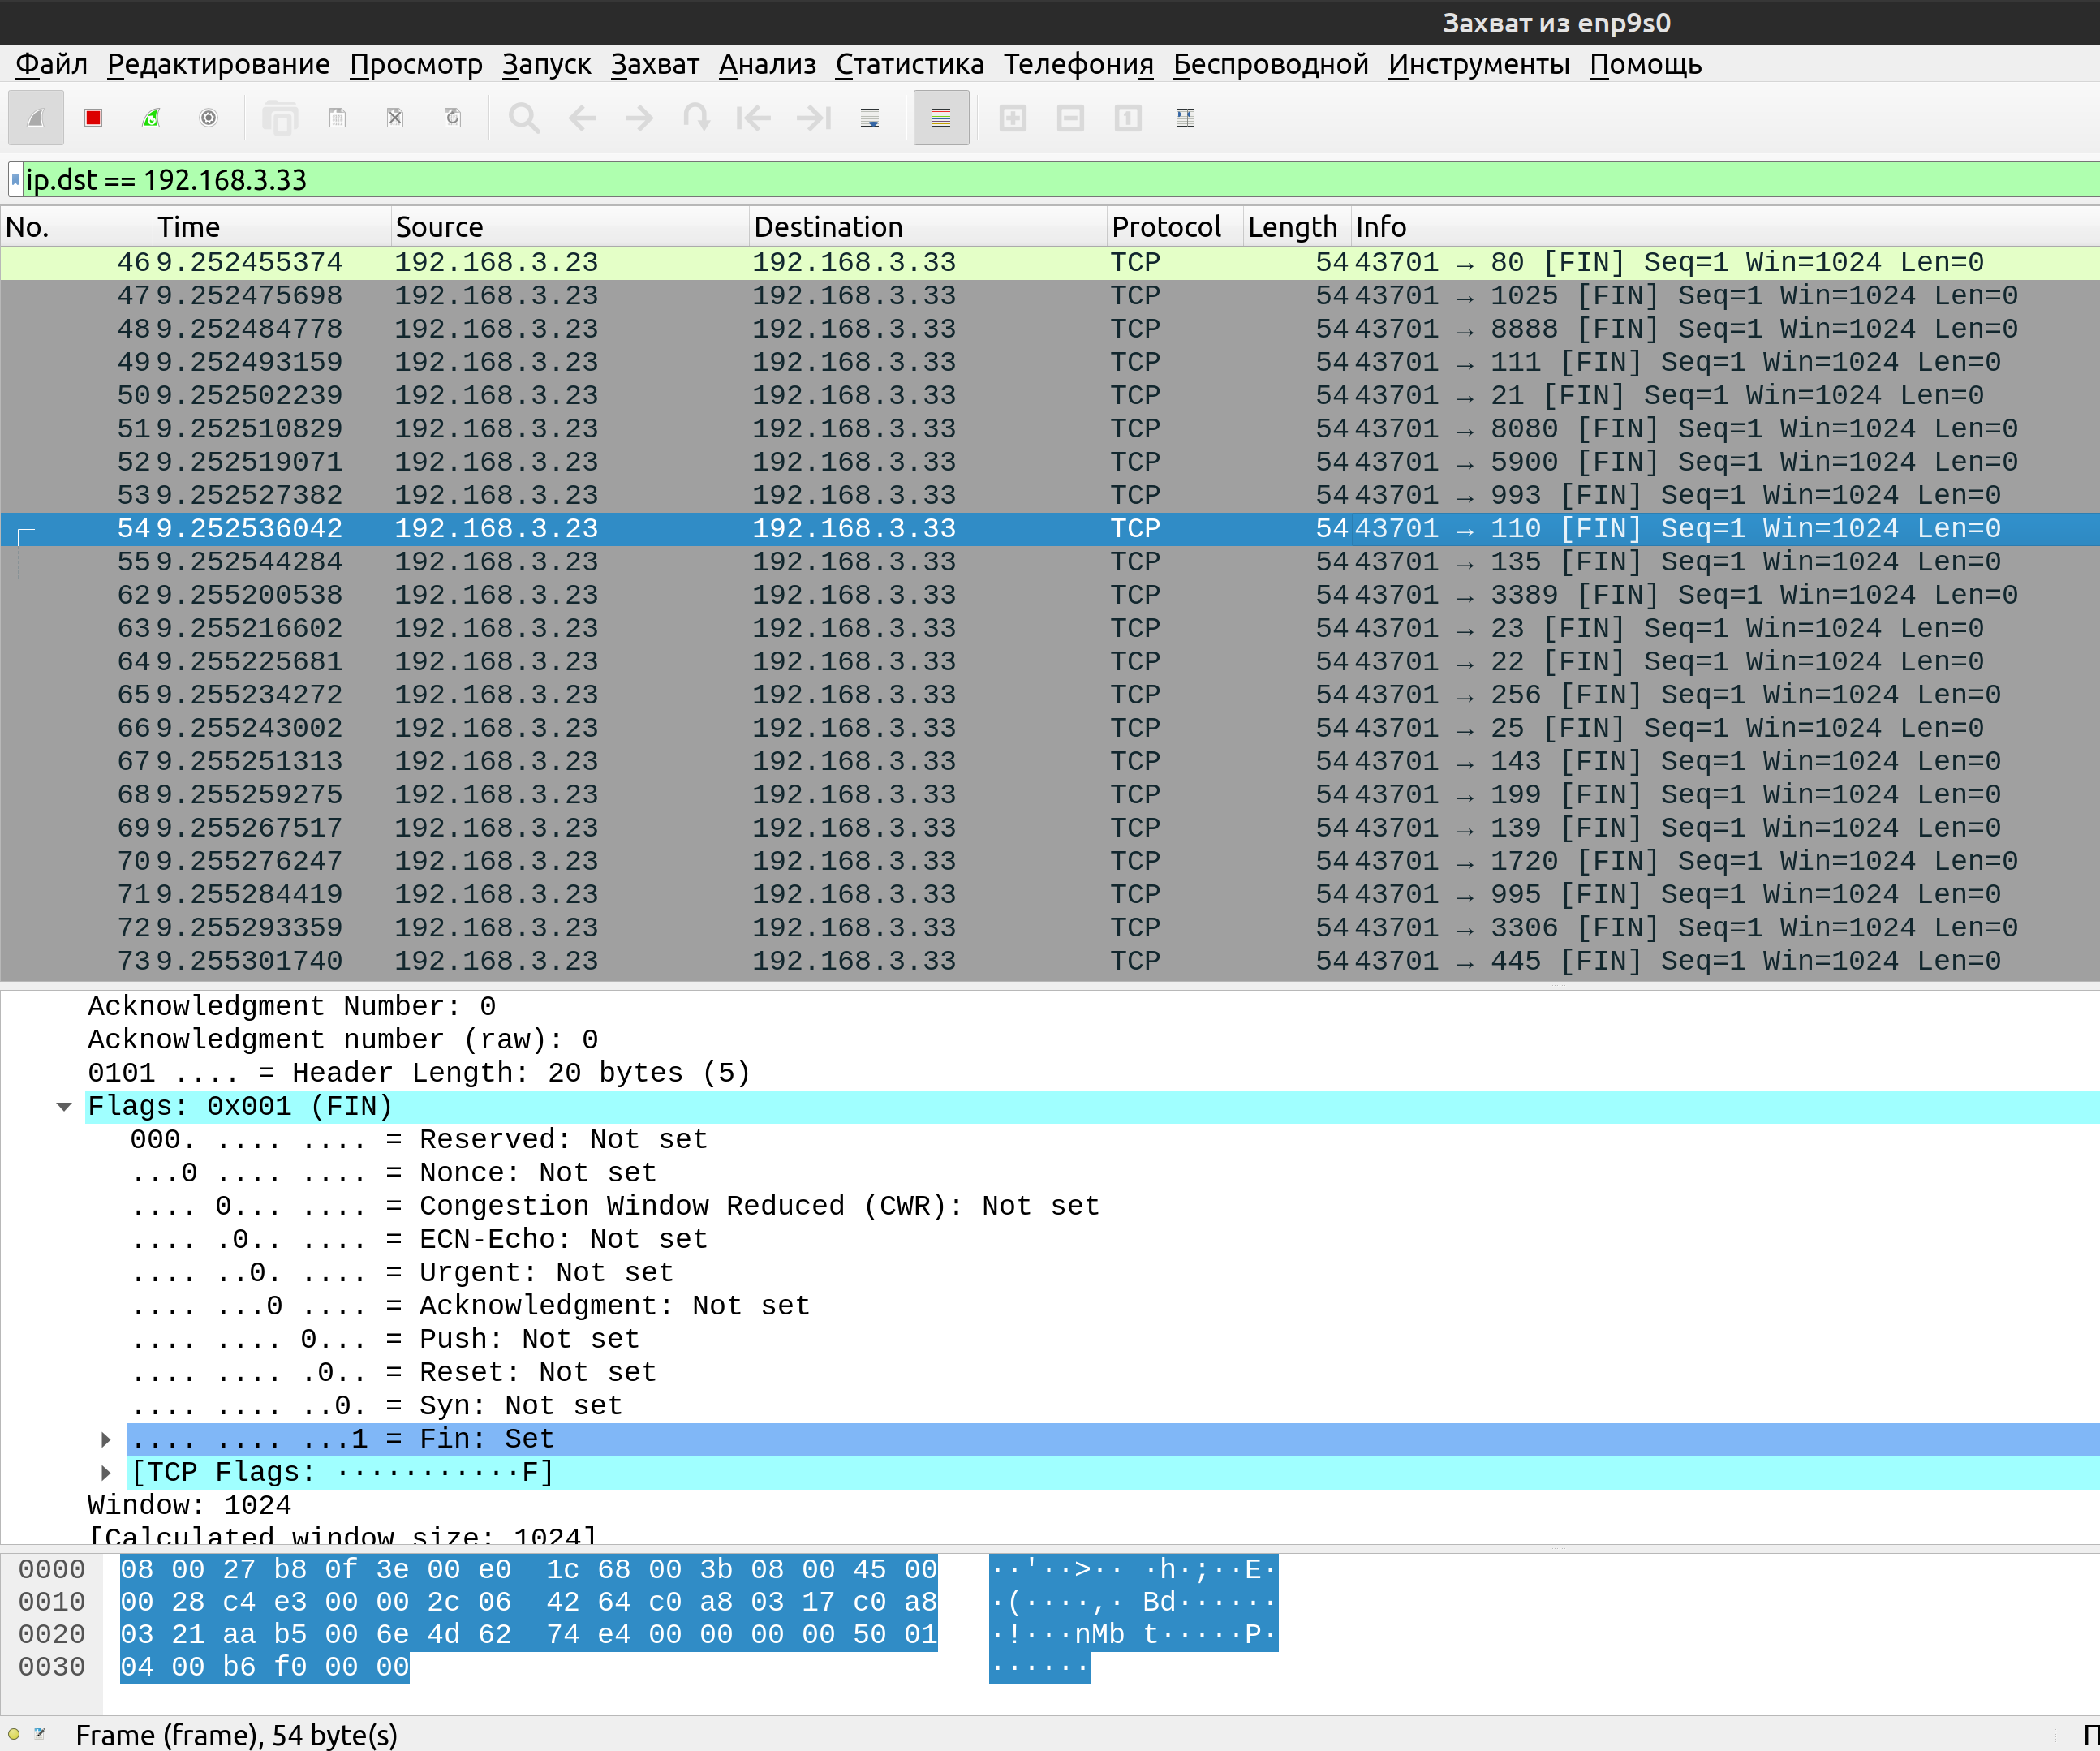 Захват из enp9s0
Файл Редактирование Просмотр Запуск Захват Анализ Статистика Телефония Беспроводной Инструменты Помощь
ip.dst == 192.168.3.33
No. Time Source Destination Protocol Length Info
46 9.252455374 192.168.3.23 192.168.3.33 TCP 54 43701 → 80 [FIN] Seq=1 Win=1024 Len=0
47 9.252475698 192.168.3.23 192.168.3.33 TCP 54 43701 → 1025 [FIN] Seq=1 Win=1024 Len=0
48 9.252484778 192.168.3.23 192.168.3.33 TCP 54 43701 → 8888 [FIN] Seq=1 Win=1024 Len=0
49 9.252493159 192.168.3.23 192.168.3.33 TCP 54 43701 → 111 [FIN] Seq=1 Win=1024 Len=0
50 9.252502239 192.168.3.23 192.168.3.33 TCP 54 43701 → 21 [FIN] Seq=1 Win=1024 Len=0
51 9.252510829 192.168.3.23 192.168.3.33 TCP 54 43701 → 8080 [FIN] Seq=1 Win=1024 Len=0
52 9.252519071 192.168.3.23 192.168.3.33 TCP 54 43701 → 5900 [FIN] Seq=1 Win=1024 Len=0
53 9.252527382 192.168.3.23 192.168.3.33 TCP 54 43701 → 993 [FIN] Seq=1 Win=1024 Len=0
54 9.252536042 192.168.3.23 192.168.3.33 TCP 54 43701 → 110 [FIN] Seq=1 Win=1024 Len=0
55 9.252544284 192.168.3.23 192.168.3.33 TCP 54 43701 → 135 [FIN] Seq=1 Win=1024 Len=0
62 9.255200538 192.168.3.23 192.168.3.33 TCP 54 43701 → 3389 [FIN] Seq=1 Win=1024 Len=0
63 9.255216602 192.168.3.23 192.168.3.33 TCP 54 43701 → 23 [FIN] Seq=1 Win=1024 Len=0
64 9.255225681 192.168.3.23 192.168.3.33 TCP 54 43701 → 22 [FIN] Seq=1 Win=1024 Len=0
65 9.255234272 192.168.3.23 192.168.3.33 TCP 54 43701 → 256 [FIN] Seq=1 Win=1024 Len=0
66 9.255243002 192.168.3.23 192.168.3.33 TCP 54 43701 → 25 [FIN] Seq=1 Win=1024 Len=0
67 9.255251313 192.168.3.23 192.168.3.33 TCP 54 43701 → 143 [FIN] Seq=1 Win=1024 Len=0
68 9.255259275 192.168.3.23 192.168.3.33 TCP 54 43701 → 199 [FIN] Seq=1 Win=1024 Len=0
69 9.255267517 192.168.3.23 192.168.3.33 TCP 54 43701 → 139 [FIN] Seq=1 Win=1024 Len=0
70 9.255276247 192.168.3.23 192.168.3.33 TCP 54 43701 → 1720 [FIN] Seq=1 Win=1024 Len=0
71 9.255284419 192.168.3.23 192.168.3.33 TCP 54 43701 → 995 [FIN] Seq=1 Win=1024 Len=0
72 9.255293359 192.168.3.23 192.168.3.33 TCP 54 43701 → 3306 [FIN] Seq=1 Win=1024 Len=0
73 9.255301740 192.168.3.23 192.168.3.33 TCP 54 43701 → 445 [FIN] Seq=1 Win=1024 Len=0
Acknowledgment Number: 0
Acknowledgment number (raw): 0
0101 .... = Header Length: 20 bytes (5)
Flags: 0x001 (FIN)
000. .... .... = Reserved: Not set
...0 .... .... = Nonce: Not set
.... 0... .... = Congestion Window Reduced (CWR): Not set
.... .0.. .... = ECN-Echo: Not set
.... ..0. .... = Urgent: Not set
.... ...0 .... = Acknowledgment: Not set
.... .... 0... = Push: Not set
.... .... .0.. = Reset: Not set
.... .... ..0. = Syn: Not set
.... .... ...1 = Fin: Set
[TCP Flags: ···········F]
Window: 1024
[Calculated window size: 1024]
0000 08 00 27 b8 0f 3e 00 e0 1c 68 00 3b 08 00 45 00 ··'··>·· ·h·;··E·
0010 00 28 c4 e3 00 00 2c 06 42 64 c0 a8 03 17 c0 a8 ·(····,· Bd······
0020 03 21 aa b5 00 6e 4d 62 74 e4 00 00 00 00 50 01 ·!···nMb t·····P·
0030 04 00 b6 f0 00 00 ······
Frame (frame), 54 byte(s)